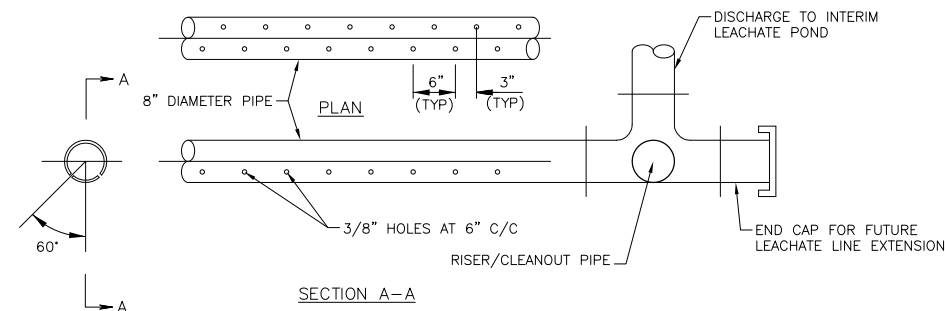 DISCHARGE TO INTERIM
LEACHATE POND
A
6"
(TYP)
3"
(TYP)
8" DIAMETER PIPE
PLAN
3/8" HOLES AT 6" C/C
60°
END CAP FOR FUTURE
LEACHATE LINE EXTENSION
RISER/CLEANOUT PIPE
SECTION A-A
A